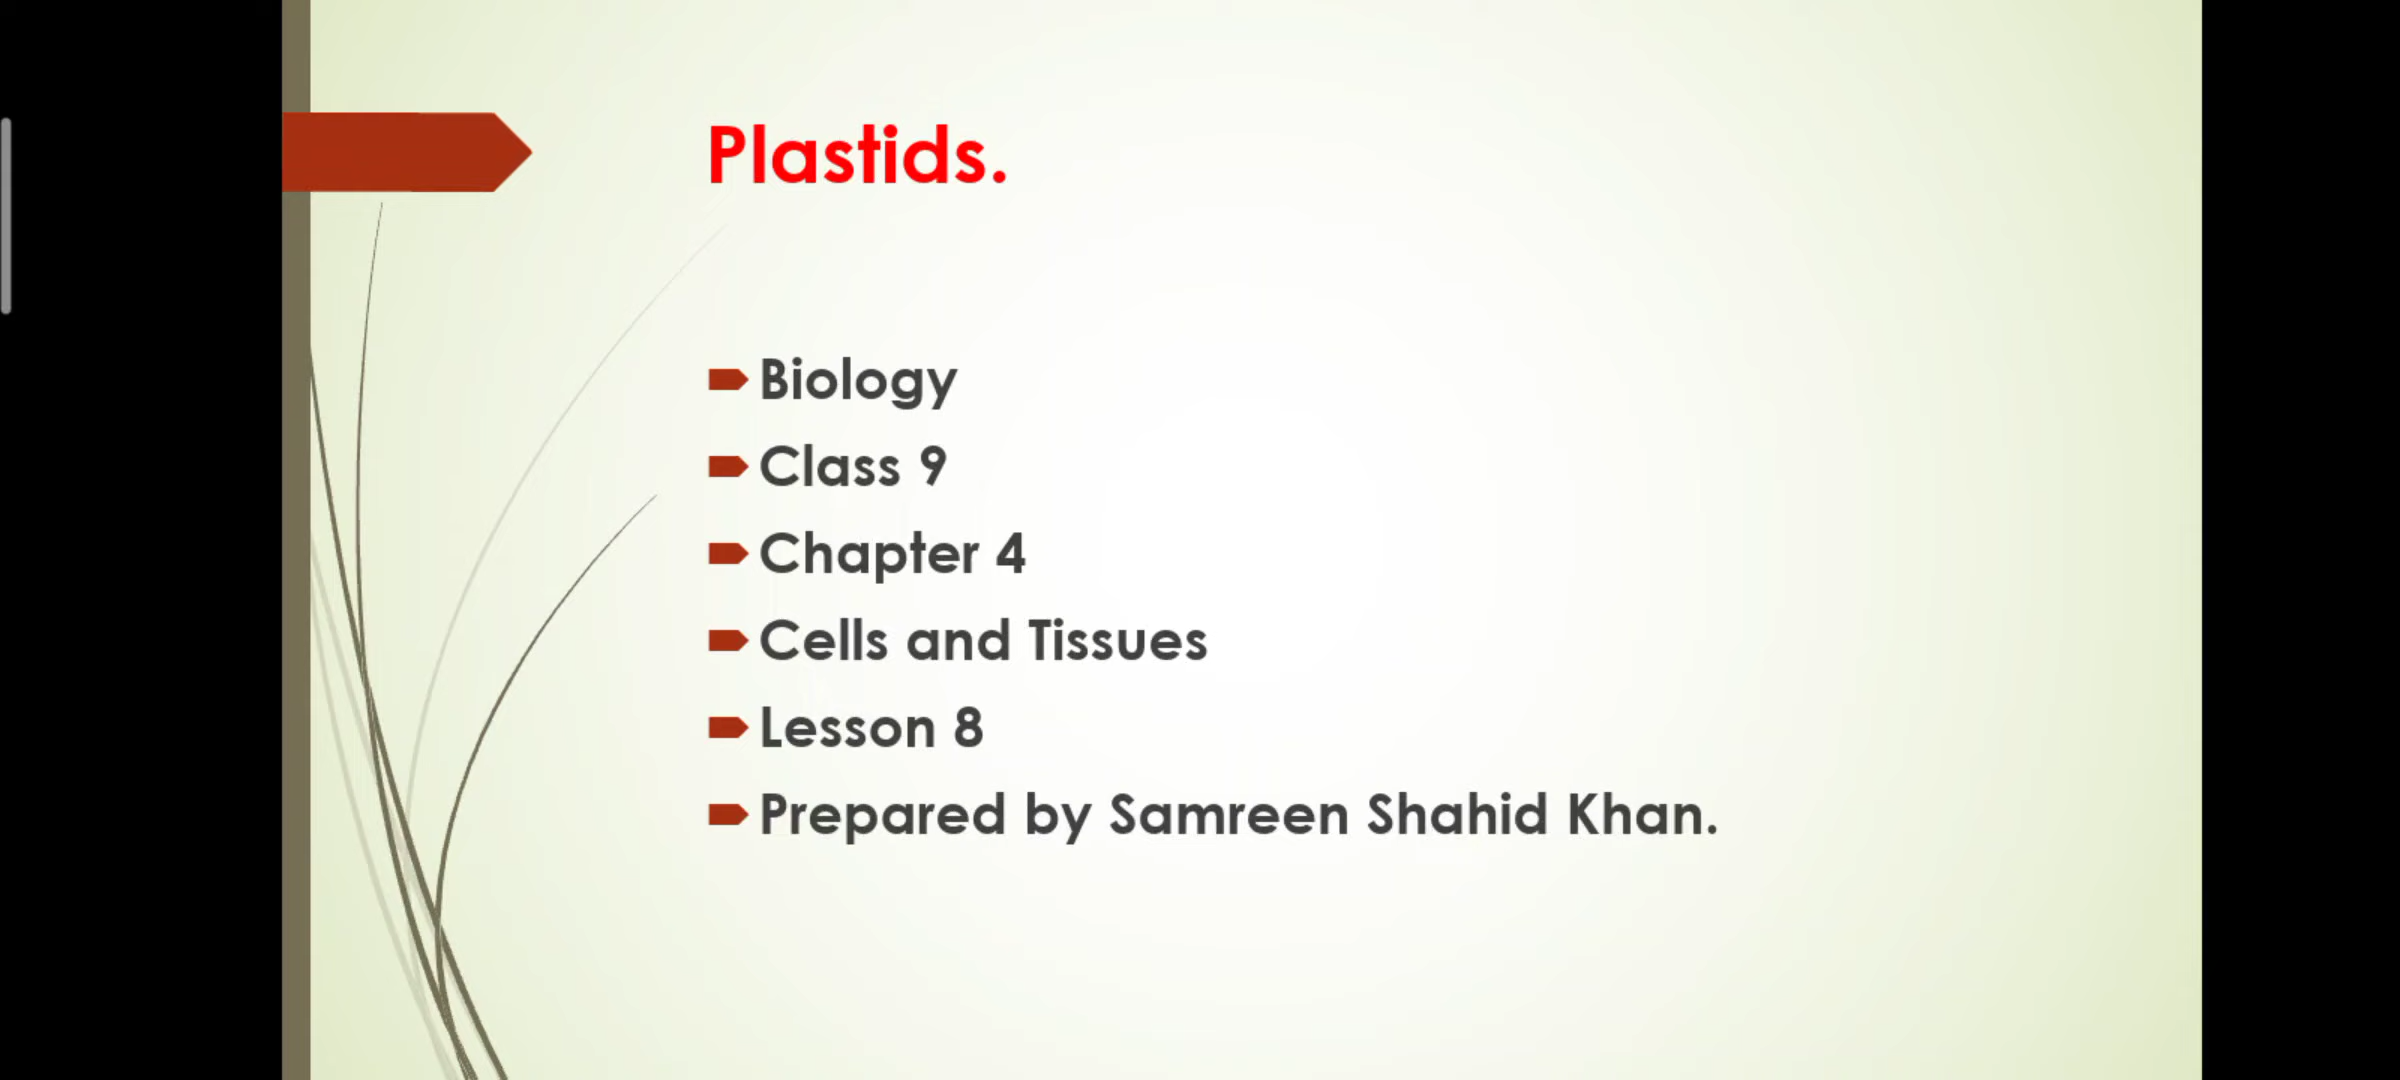 Plastids.
Biology
Class 9
Chapter 4
Cells and Tissues
Lesson 8
Prepared by Samreen Shahid Khan.